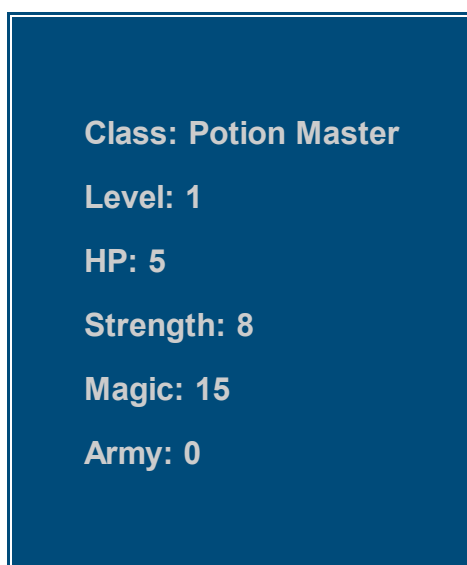 Class: Potion Master
Level: 1
HP: 5
Strength: 8
Magic: 15
Army: 0